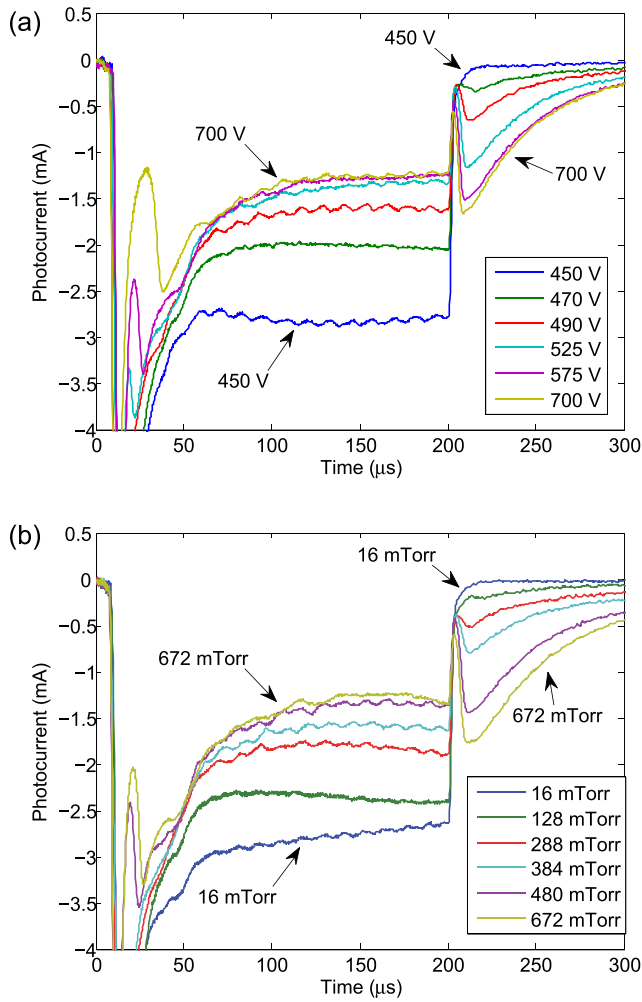 (a)
0.5
0
−0.5
−1
−1.5
−2
−2.5
−3
−3.5
−4
Photocurrent (mA)
450 V
700 V
700 V
450 V
450 V
470 V
490 V
525 V
575 V
700 V
0
50
100
150
200
250
300
Time (μs)
(b)
0.5
0
−0.5
−1
−1.5
−2
−2.5
−3
−3.5
−4
Photocurrent (mA)
16 mTorr
672 mTorr
672 mTorr
16 mTorr
16 mTorr
128 mTorr
288 mTorr
384 mTorr
480 mTorr
672 mTorr
0
50
100
150
200
250
300
Time (μs)